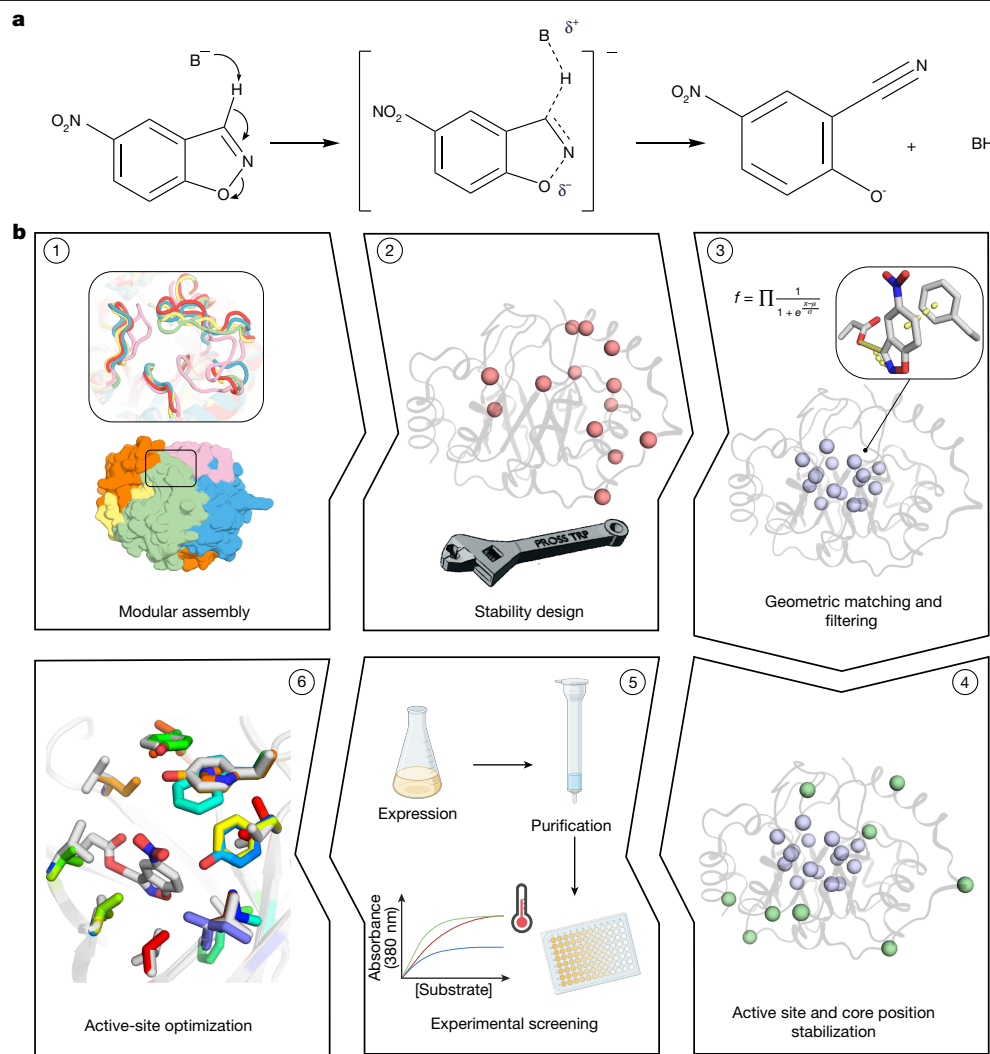 a
B⁻
H
O₂N
N
O
B
δ⁺
H
NO₂
N
O
δ⁻
−
N
O₂N
O⁻
+
BH
b
1
Modular assembly
2
PROSS TRP
Stability design
3
f = ∏ 1 / (1 + e^((x−μ)/σ))
Geometric matching and
filtering
6
Active-site optimization
5
Expression
Purification
Absorbance
(380 nm)
[Substrate]
Experimental screening
4
Active site and core position
stabilization